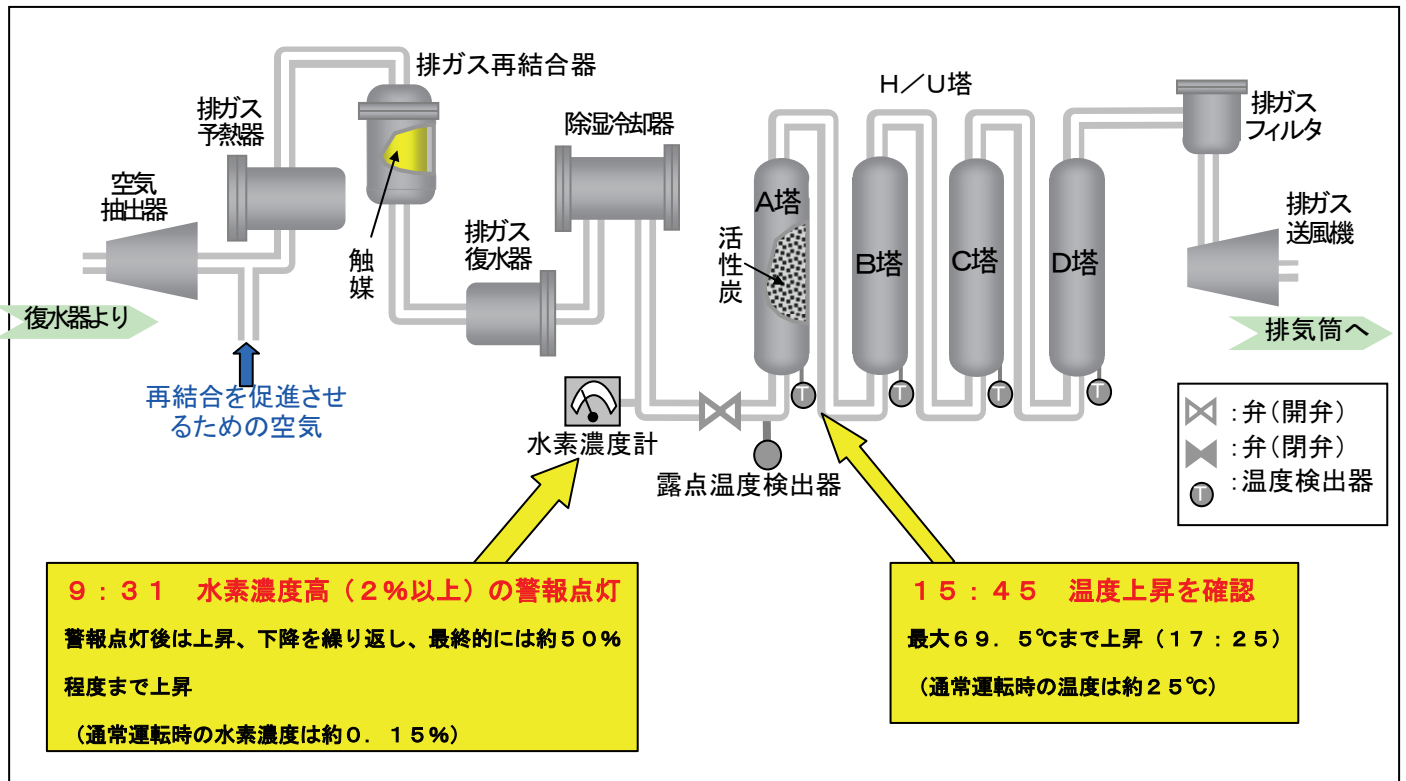 排ガス再結合器
H/U塔
排ガス
予熱器
除湿冷却器
排ガス
フィルタ
空気
抽出器
A塔
触
媒
排ガス
復水器
活
性
炭
B塔
C塔
D塔
排ガス
送風機
復水器より
排気筒へ
再結合を促進させ
るための空気
水素濃度計
露点温度検出器
:弁(開弁)
:弁(閉弁)
T :温度検出器
T
T
T
T
9:31 水素濃度高(2%以上)の警報点灯
警報点灯後は上昇、下降を繰り返し、最終的には約50%
程度まで上昇
(通常運転時の水素濃度は約0.15%)
15:45 温度上昇を確認
最大69.5℃まで上昇(17:25)
(通常運転時の温度は約25℃)